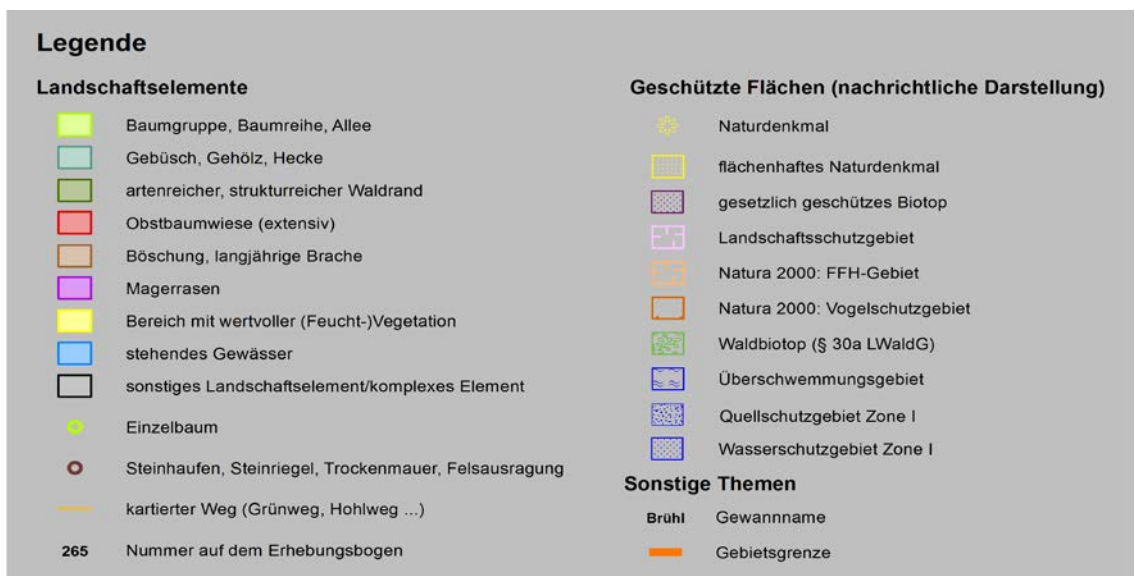 Legende
Landschaftselemente
Baumgruppe, Baumreihe, Allee
Gebüsch, Gehölz, Hecke
artenreicher, strukturreicher Waldrand
Obstbaumwiese (extensiv)
Böschung, langjährige Brache
Magerrasen
Bereich mit wertvoller (Feucht-)Vegetation
stehendes Gewässer
sonstiges Landschaftselement/komplexes Element
Einzelbaum
Steinhaufen, Steinriegel, Trockenmauer, Felsausragung
kartierter Weg (Grünweg, Hohlweg ...)
265 Nummer auf dem Erhebungsbogen
Geschützte Flächen (nachrichtliche Darstellung)
Naturdenkmal
flächenhaftes Naturdenkmal
gesetzlich geschütes Biotop
Landschaftsschutzgebiet
Natura 2000: FFH-Gebiet
Natura 2000: Vogelschutzgebiet
Waldbiotop (§ 30a LWaldG)
Überschwemmungsgebiet
Quellschutzgebiet Zone I
Wasserschutzgebiet Zone I
Sonstige Themen
Brühl Gewannname
Gebietsgrenze